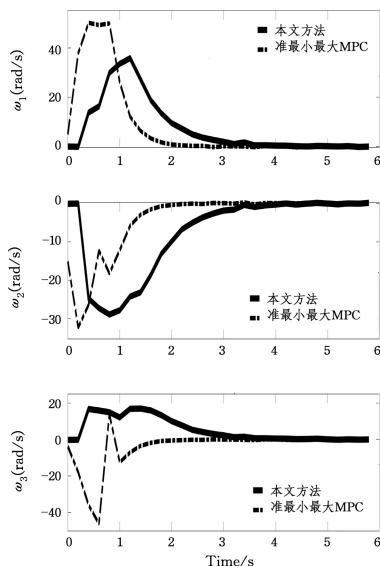 40
20
0
ω1(rad/s)
本文方法
准最小最大MPC
0 1 2 3 4 5 6
0
-10
-20
-30
ω2(rad/s)
本文方法
准最小最大MPC
0 1 2 3 4 5 6
20
0
-20
-40
ω3(rad/s)
本文方法
准最小最大MPC
0 1 2 3 4 5 6
Time/s